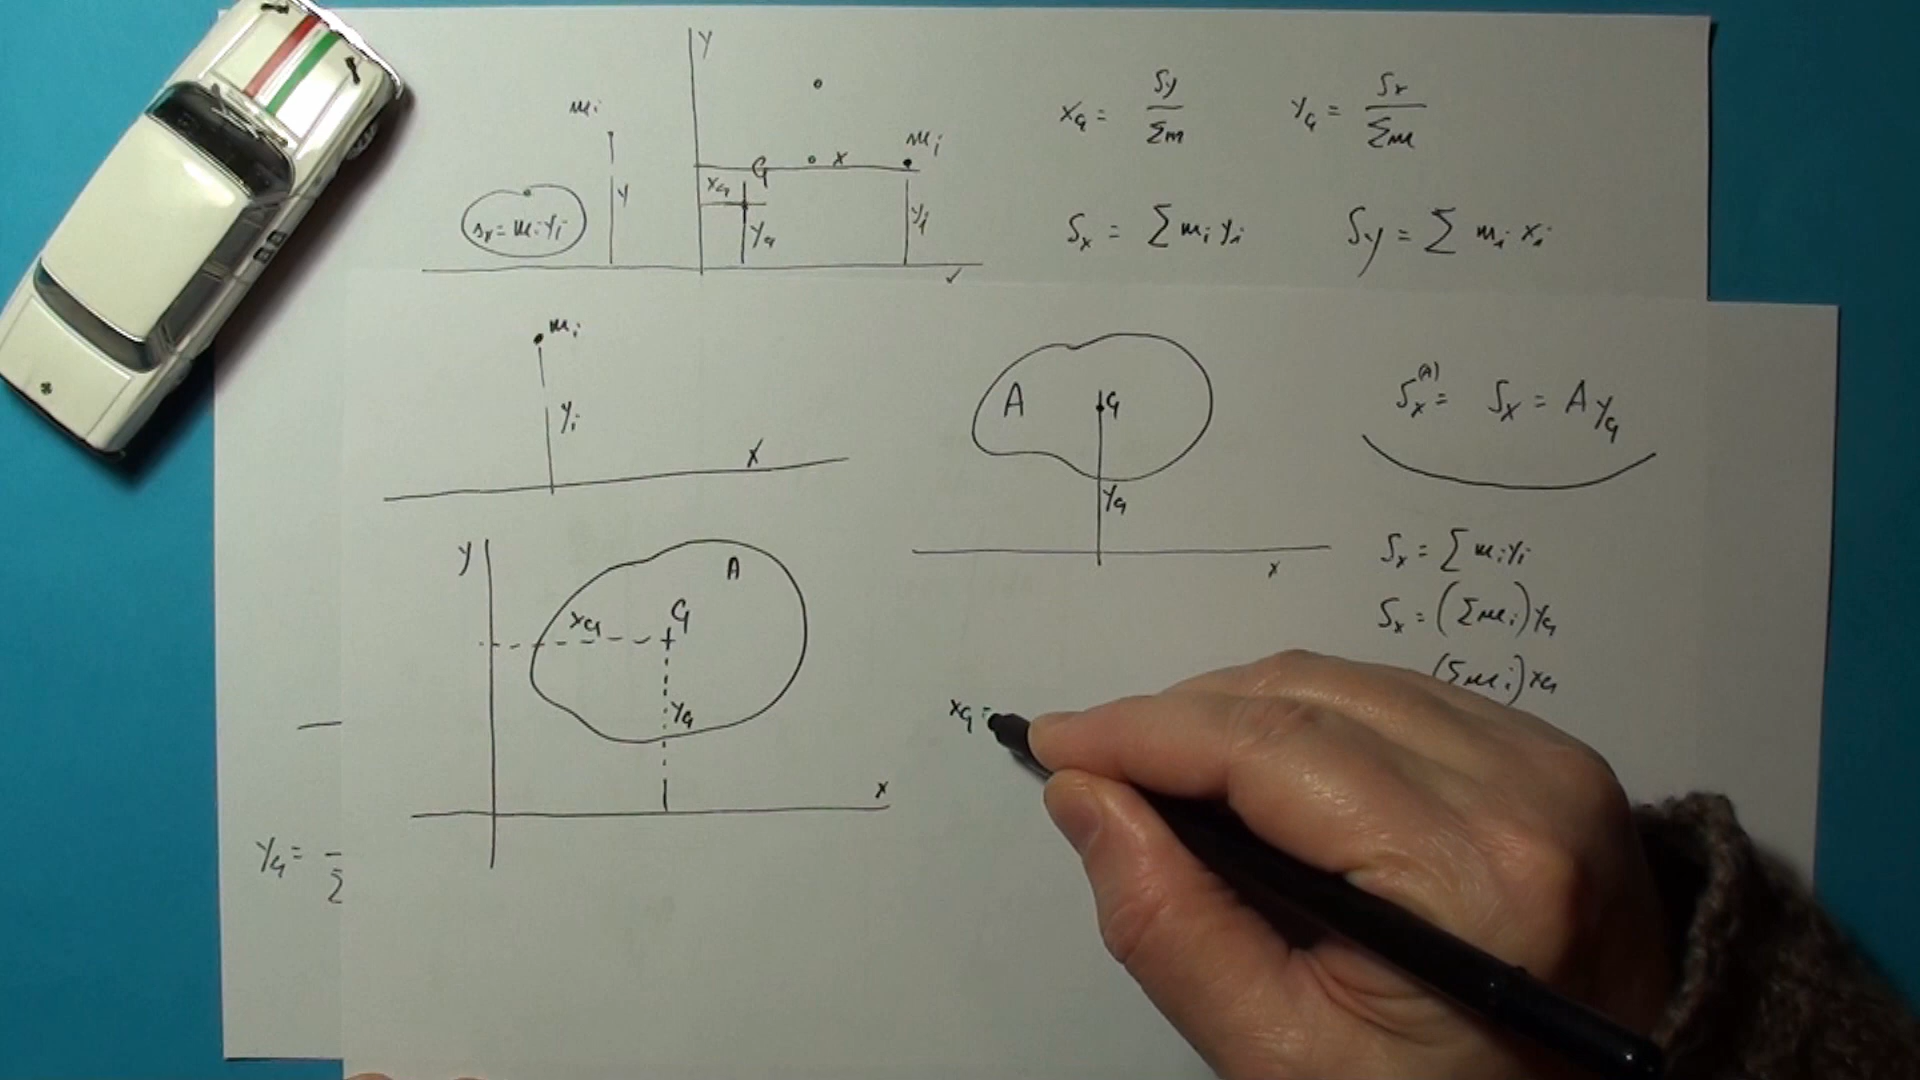 y
mi
mi
x
G
xG
y
yi
yG
sx = mi yi
xG = Sy / Σm
yG = Sx / Σm
Sx = Σ mi yi
Sy = Σ mi xi
mi
yi
x
A
G
yG
x
Sx(A) = Sx = A yG
y
A
G
xG
yG
x
Sx = Σ mi yi
Sx = (Σ mi) yG
(Σ mi) xG
xG =
yG =